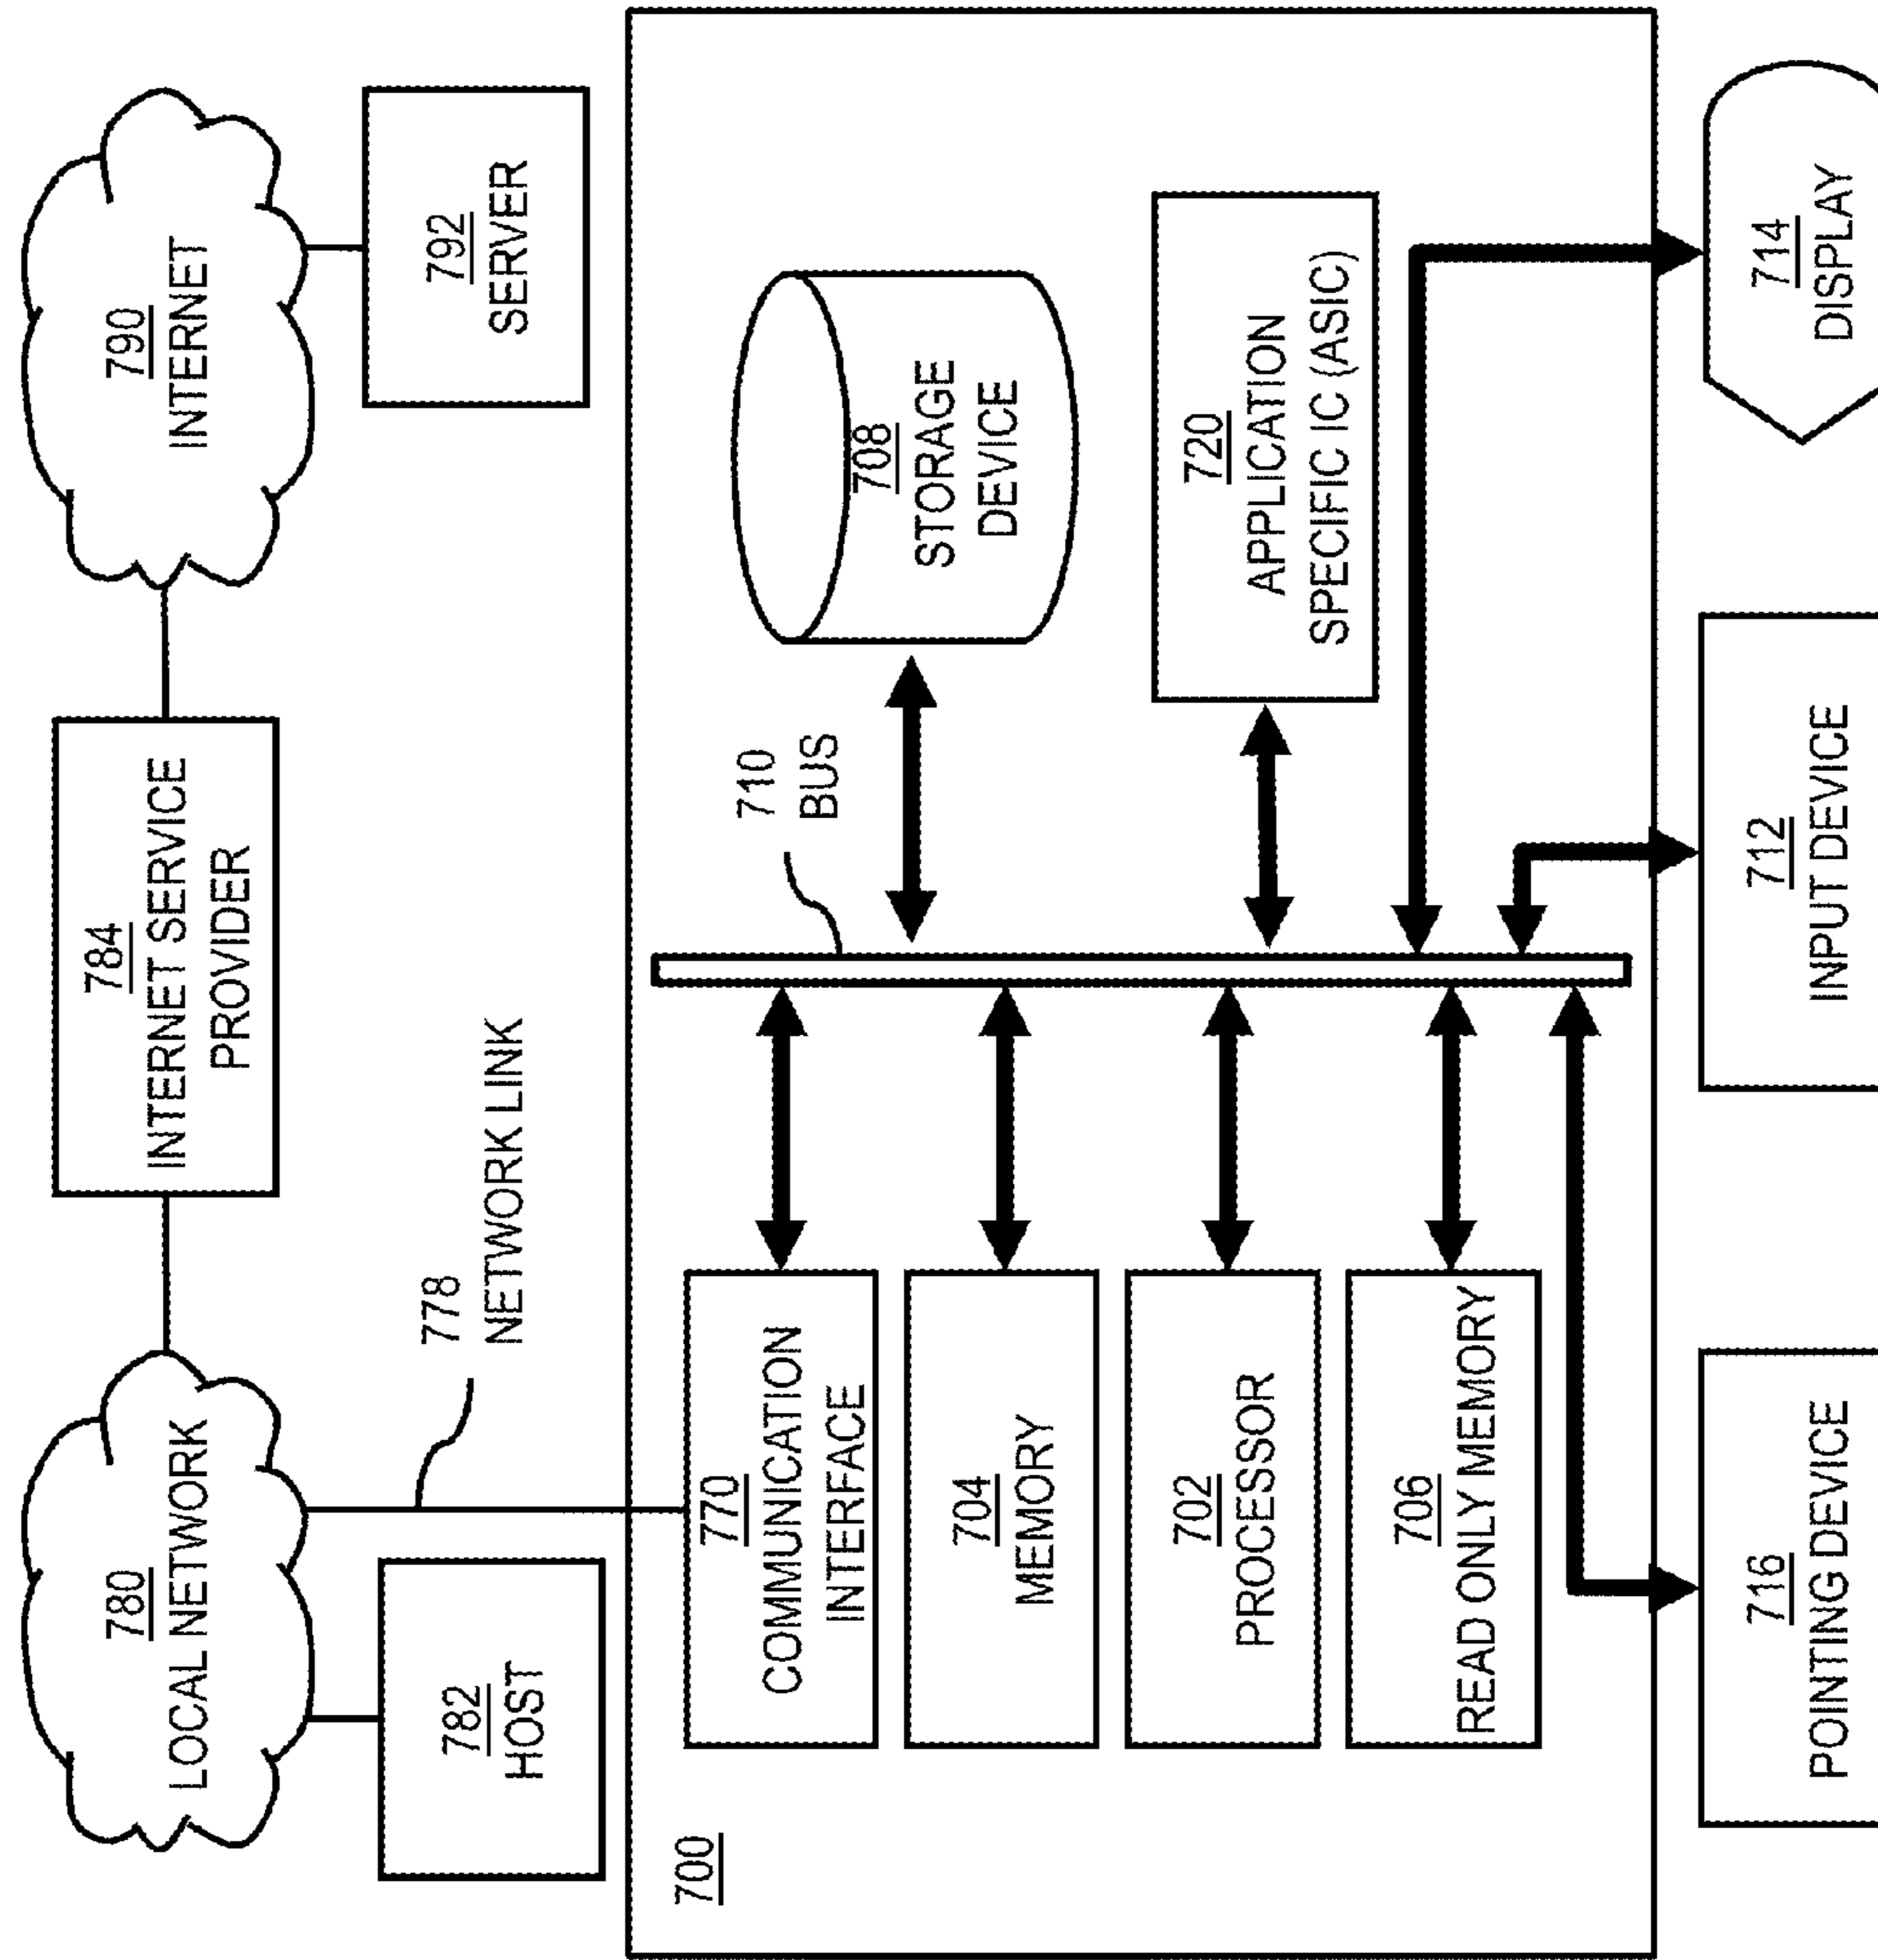 780
LOCAL NETWORK
784
INTERNET SERVICE
PROVIDER
790
INTERNET
782
HOST
778
NETWORK LINK
792
SERVER
700
770
COMMUNICATION
INTERFACE
710
BUS
704
MEMORY
708
STORAGE
DEVICE
702
PROCESSOR
720
APPLICATION
SPECIFIC IC (ASIC)
706
READ ONLY MEMORY
716
POINTING DEVICE
712
INPUT DEVICE
714
DISPLAY